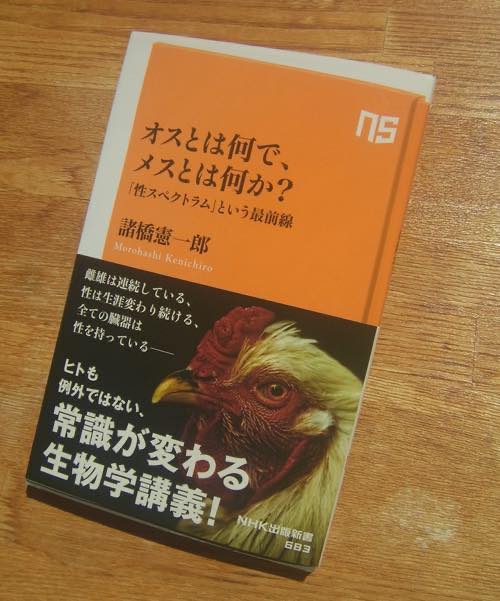 NS
オスとは何で、
メスとは何か?
「性スペクトラム」という最前線
諸橋憲一郎
Morohashi Kenichiro
雌雄は連続している、
性は生涯変わり続ける、
全ての臓器は
性を持っている——
ヒトも
例外ではない、
常識が変わる
生物学講義!
NHK出版新書
683